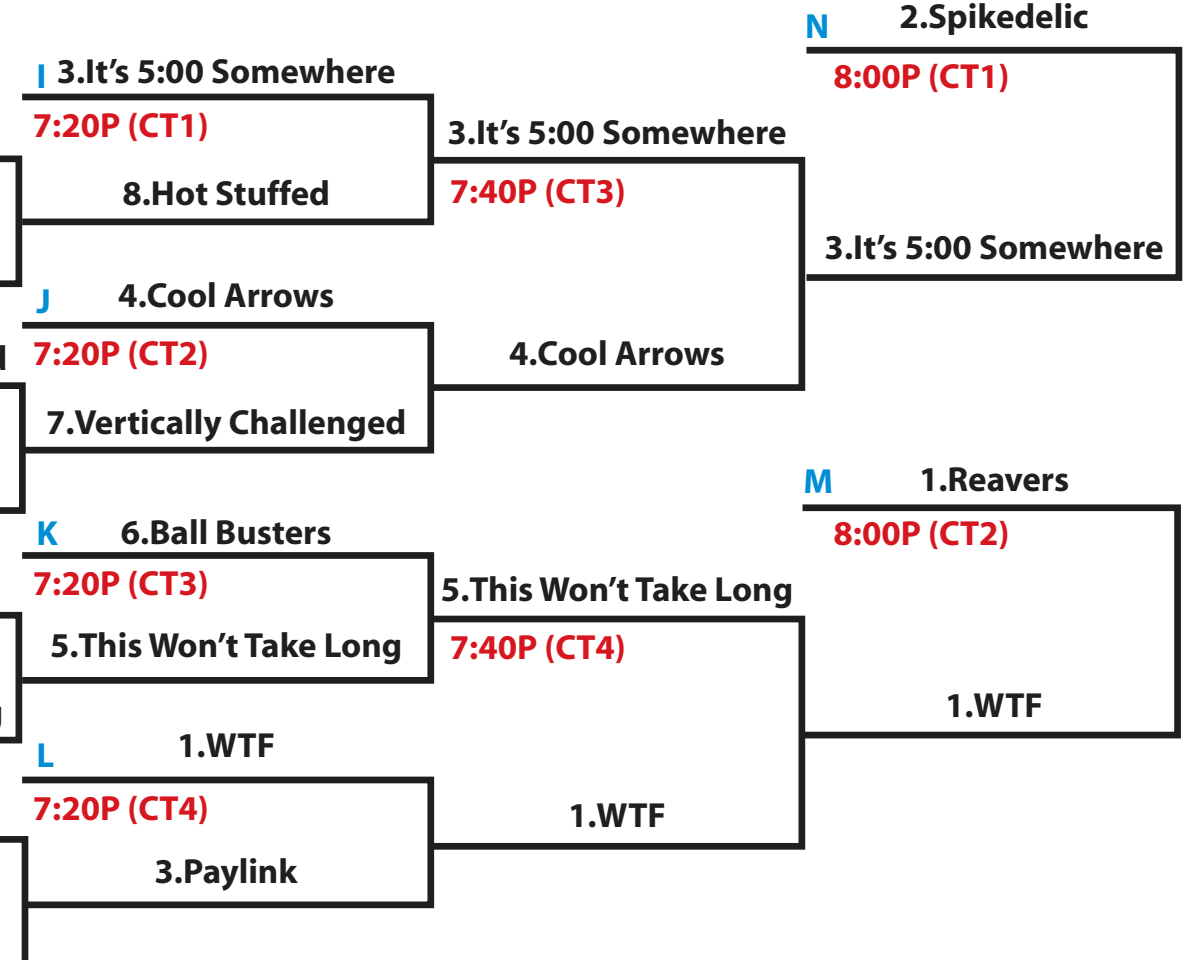 I 3.It’s 5:00 Somewhere
7:20P (CT1)
8.Hot Stuffed
J 4.Cool Arrows
7:20P (CT2)
7.Vertically Challenged
K 6.Ball Busters
7:20P (CT3)
5.This Won’t Take Long
L 1.WTF
7:20P (CT4)
3.Paylink
3.It’s 5:00 Somewhere
7:40P (CT3)
4.Cool Arrows
5.This Won’t Take Long
7:40P (CT4)
1.WTF
N 2.Spikedelic
8:00P (CT1)
3.It’s 5:00 Somewhere
M 1.Reavers
8:00P (CT2)
1.WTF